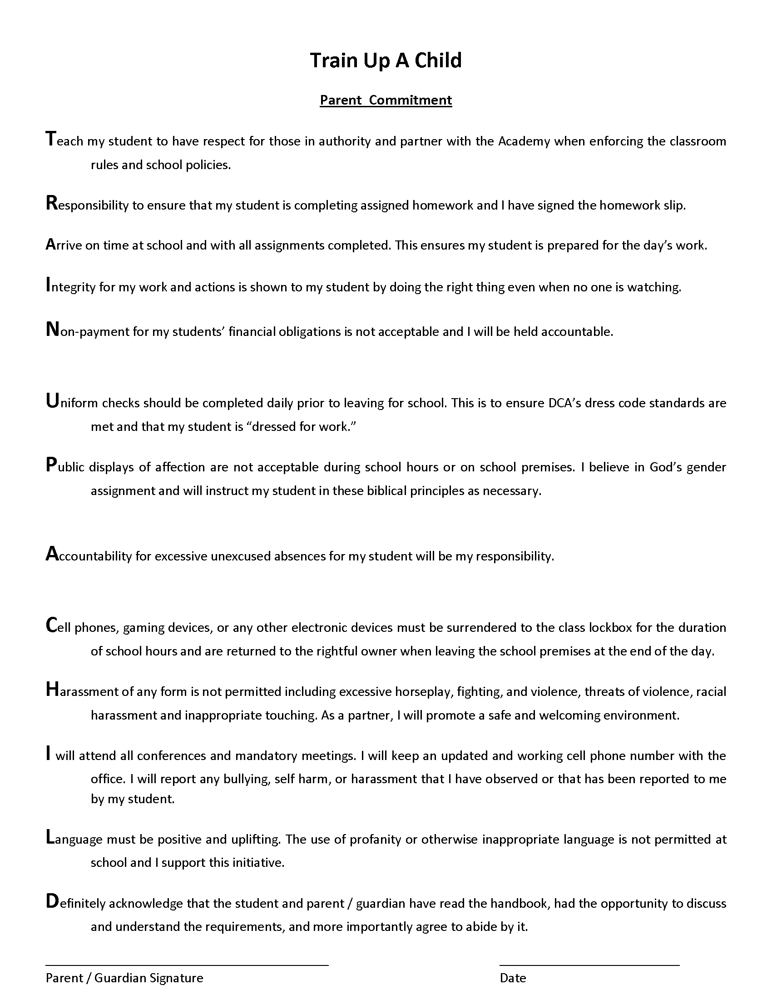 Train Up A Child
Parent Commitment
Teach my student to have respect for those in authority and partner with the Academy when enforcing the classroom
rules and school policies.
Responsibility to ensure that my student is completing assigned homework and I have signed the homework slip.
Arrive on time at school and with all assignments completed. This ensures my student is prepared for the day’s work.
Integrity for my work and actions is shown to my student by doing the right thing even when no one is watching.
Non-payment for my students’ financial obligations is not acceptable and I will be held accountable.
Uniform checks should be completed daily prior to leaving for school. This is to ensure DCA’s dress code standards are
met and that my student is “dressed for work.”
Public displays of affection are not acceptable during school hours or on school premises. I believe in God’s gender
assignment and will instruct my student in these biblical principles as necessary.
Accountability for excessive unexcused absences for my student will be my responsibility.
Cell phones, gaming devices, or any other electronic devices must be surrendered to the class lockbox for the duration
of school hours and are returned to the rightful owner when leaving the school premises at the end of the day.
Harassment of any form is not permitted including excessive horseplay, fighting, and violence, threats of violence, racial
harassment and inappropriate touching. As a partner, I will promote a safe and welcoming environment.
I will attend all conferences and mandatory meetings. I will keep an updated and working cell phone number with the
office. I will report any bullying, self harm, or harassment that I have observed or that has been reported to me
by my student.
Language must be positive and uplifting. The use of profanity or otherwise inappropriate language is not permitted at
school and I support this initiative.
Definitely acknowledge that the student and parent / guardian have read the handbook, had the opportunity to discuss
and understand the requirements, and more importantly agree to abide by it.
Parent / Guardian Signature Date